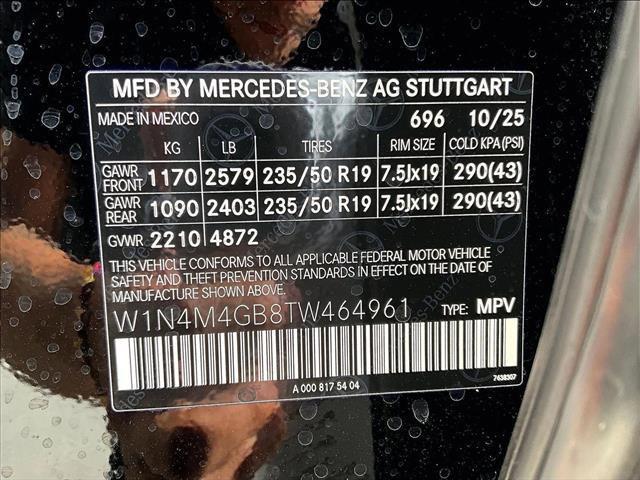 MFD BY MERCEDES-BENZ AG STUTTGART
MADE IN MEXICO 696 10/25
KG LB TIRES RIM SIZE COLD KPA(PSI)
GAWR FRONT 1170 2579 235/50 R19 7.5Jx19 290(43)
GAWR REAR 1090 2403 235/50 R19 7.5Jx19 290(43)
GVWR 2210 4872
THIS VEHICLE CONFORMS TO ALL APPLICABLE FEDERAL MOTOR VEHICLE
SAFETY AND THEFT PREVENTION STANDARDS IN EFFECT ON THE DATE OF
MANUFACTURE SHOWN ABOVE.
W1N4M4GB8TW464961 TYPE: MPV
A 000 817 54 04 7438307